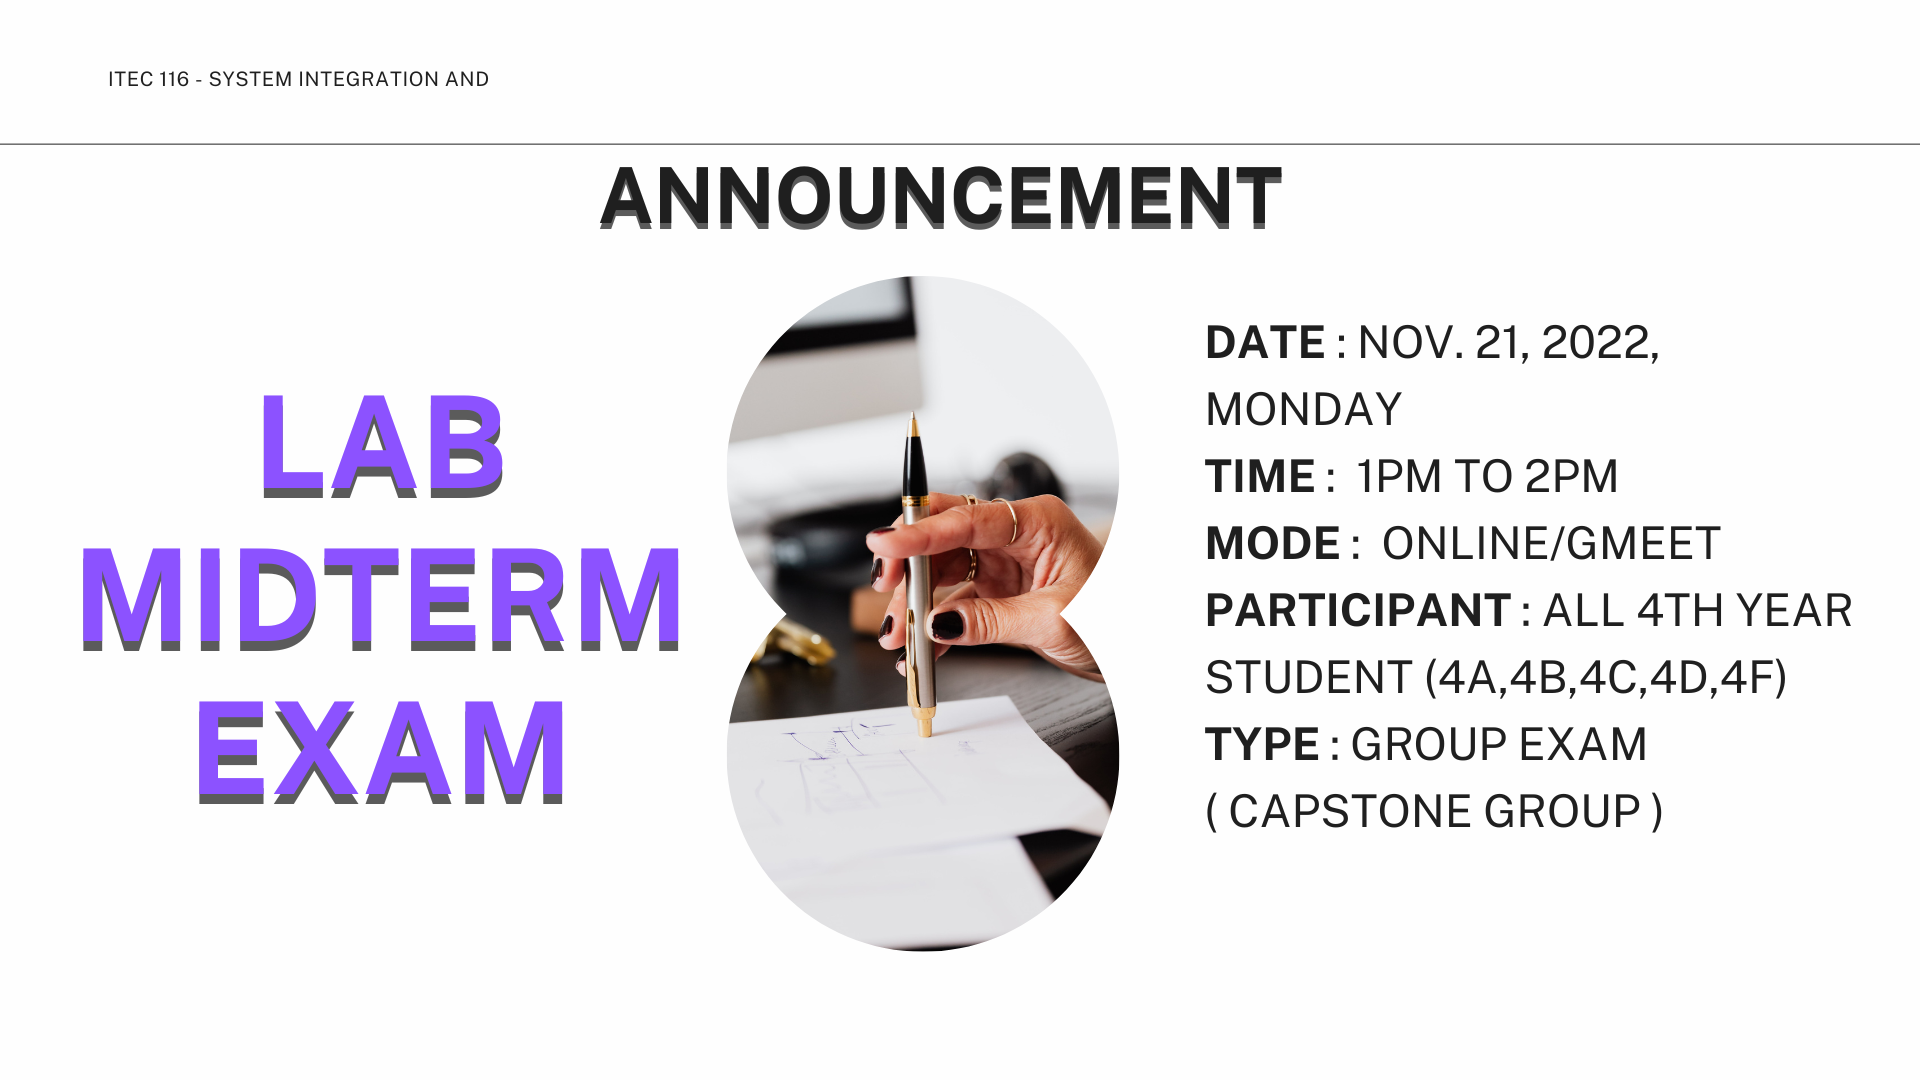 ITEC 116 - SYSTEM INTEGRATION AND
ANNOUNCEMENT
LAB
MIDTERM
EXAM
DATE : NOV. 21, 2022,
MONDAY
TIME :  1PM TO 2PM
MODE :  ONLINE/GMEET
PARTICIPANT : ALL 4TH YEAR
STUDENT (4A,4B,4C,4D,4F)
TYPE : GROUP EXAM
( CAPSTONE GROUP )